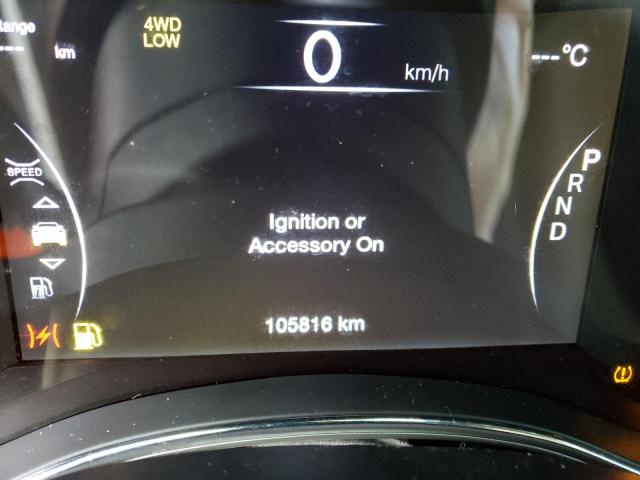 Range
--- km
4WD
LOW
0
km/h
---°C
SPEED
P
R
N
D
Ignition or
Accessory On
105816 km